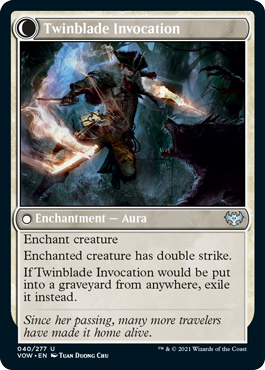 Twinblade Invocation
Enchantment — Aura
Enchant creature
Enchanted creature has double strike.
If Twinblade Invocation would be put
into a graveyard from anywhere, exile
it instead.
Since her passing, many more travelers
have made it home alive.
040/277 U
VOW • EN Tuan Duong Chu
™ & © 2021 Wizards of the Coast